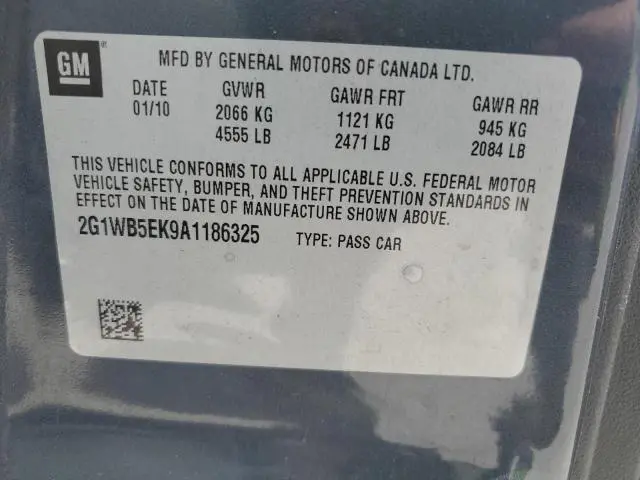 GM
MFD BY GENERAL MOTORS OF CANADA LTD.
DATE GVWR GAWR FRT GAWR RR
01/10 2066 KG 1121 KG 945 KG
4555 LB 2471 LB 2084 LB
THIS VEHICLE CONFORMS TO ALL APPLICABLE U.S. FEDERAL MOTOR
VEHICLE SAFETY, BUMPER, AND THEFT PREVENTION STANDARDS IN
EFFECT ON THE DATE OF MANUFACTURE SHOWN ABOVE.
2G1WB5EK9A1186325 TYPE: PASS CAR